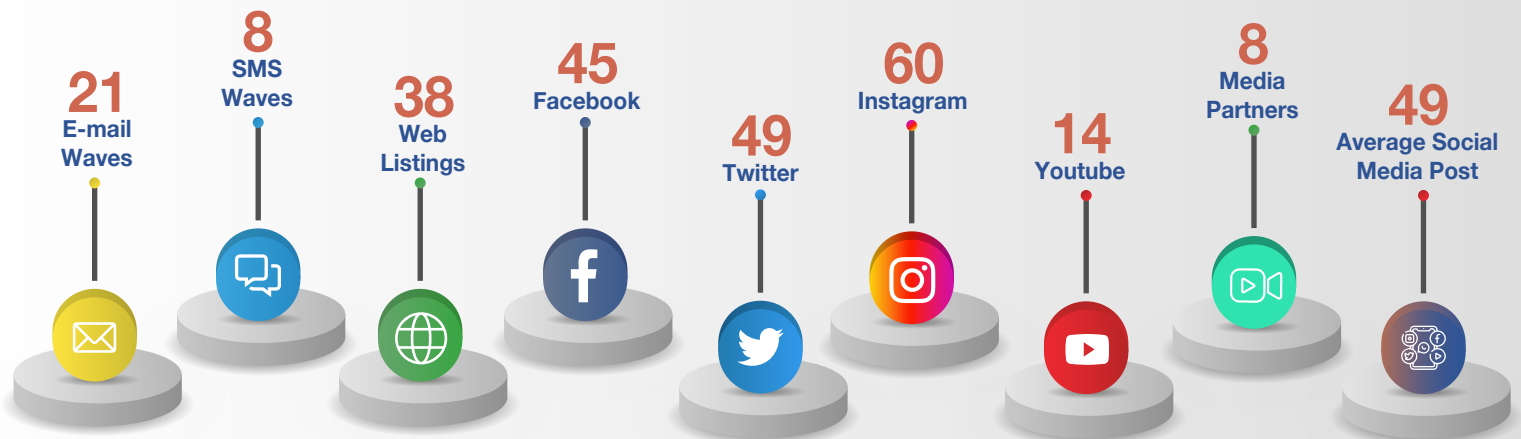 21
E-mail
Waves
8
SMS
Waves
38
Web
Listings
45
Facebook
49
Twitter
60
Instagram
14
Youtube
8
Media
Partners
49
Average Social
Media Post